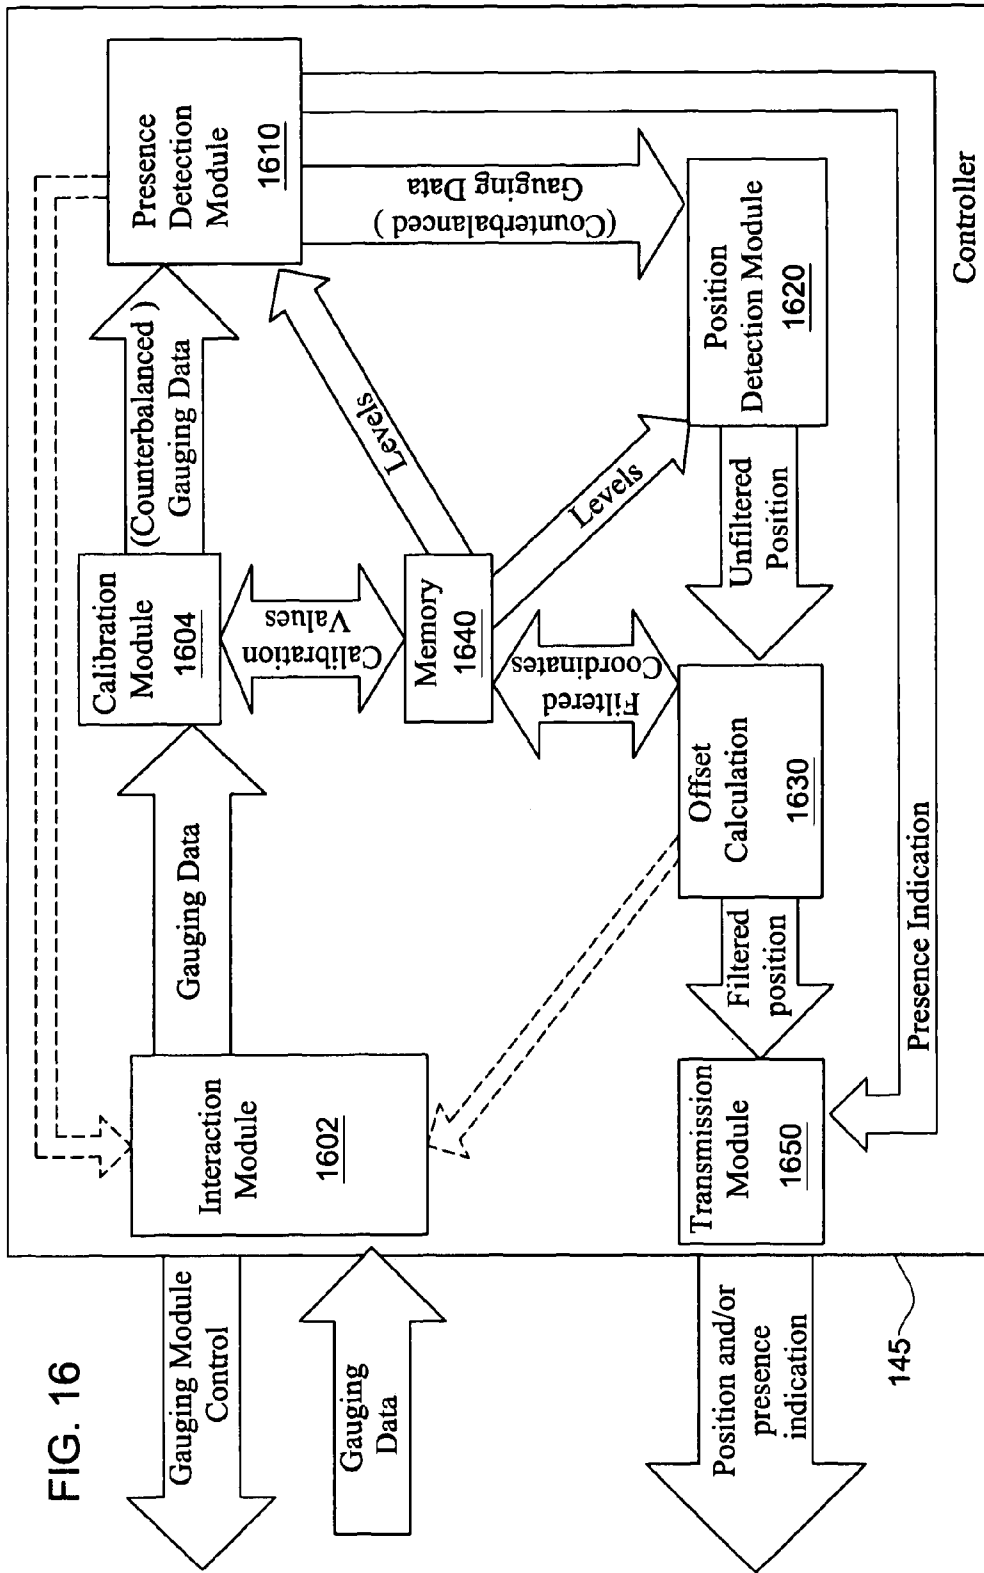 FIG. 16
Gauging Module
Control
Gauging
Data
Interaction
Module
1602
Gauging Data
Calibration
Module
1604
(Counterbalanced )
Gauging Data
Presence
Detection
Module
1610
Calibration
Values
Memory
1640
Levels
Levels
(Counterbalanced )
Gauging Data
Filtered
Coordinates
Position and/or
presence
indication
Transmission
Module
1650
Filtered
position
Offset
Calculation
1630
Unfiltered
Position
Position
Detection Module
1620
Presence Indication
145
Controller